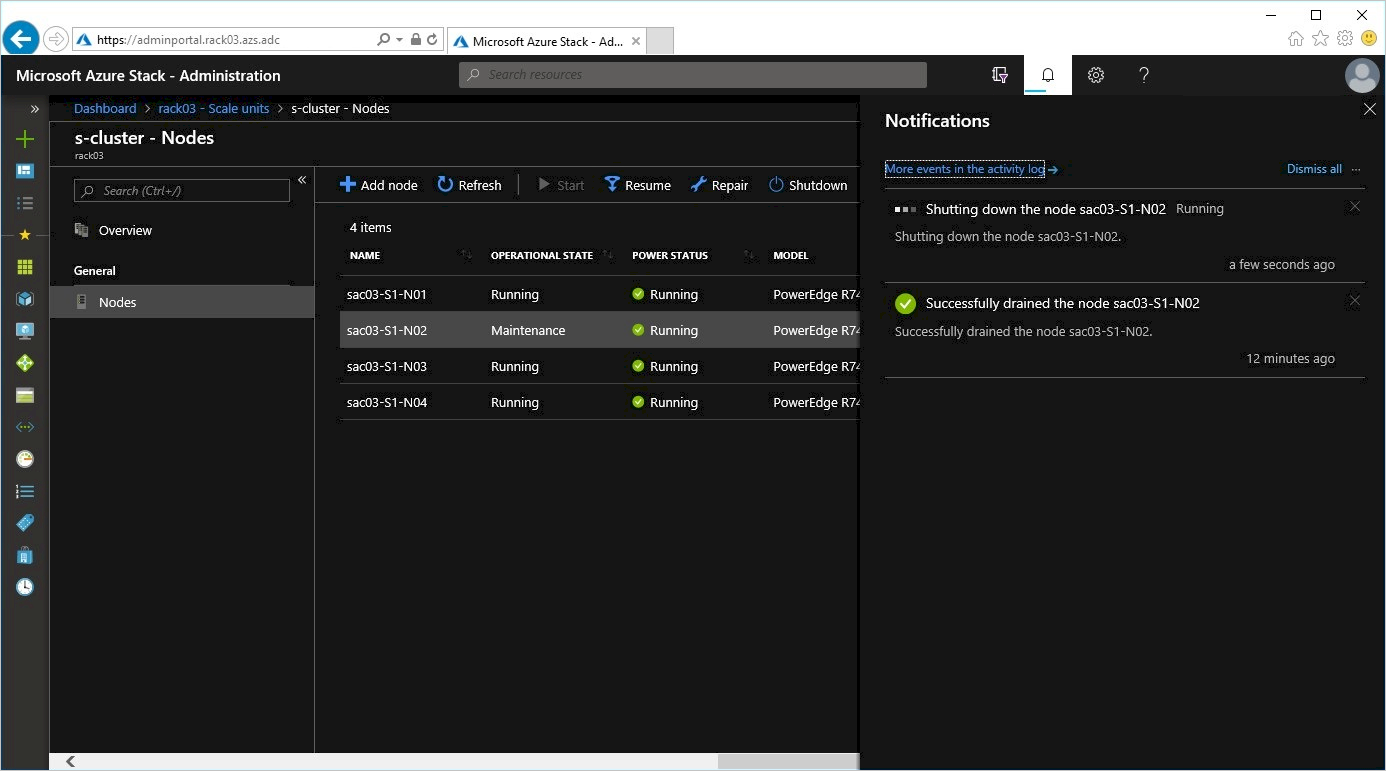 https://adminportal.rack03.azs.adc
Microsoft Azure Stack - Ad...
Microsoft Azure Stack - Administration
Search resources
Dashboard > rack03 - Scale units > s-cluster - Nodes
s-cluster - Nodes
rack03
Search (Ctrl+/)
Overview
General
Nodes
Add node Refresh Start Resume Repair Shutdown
4 items
NAME OPERATIONAL STATE POWER STATUS MODEL
sac03-S1-N01 Running Running PowerEdge R74
sac03-S1-N02 Maintenance Running PowerEdge R74
sac03-S1-N03 Running Running PowerEdge R74
sac03-S1-N04 Running Running PowerEdge R74
Notifications
More events in the activity log → Dismiss all ...
Shutting down the node sac03-S1-N02 Running
Shutting down the node sac03-S1-N02.
a few seconds ago
Successfully drained the node sac03-S1-N02
Successfully drained the node sac03-S1-N02.
12 minutes ago